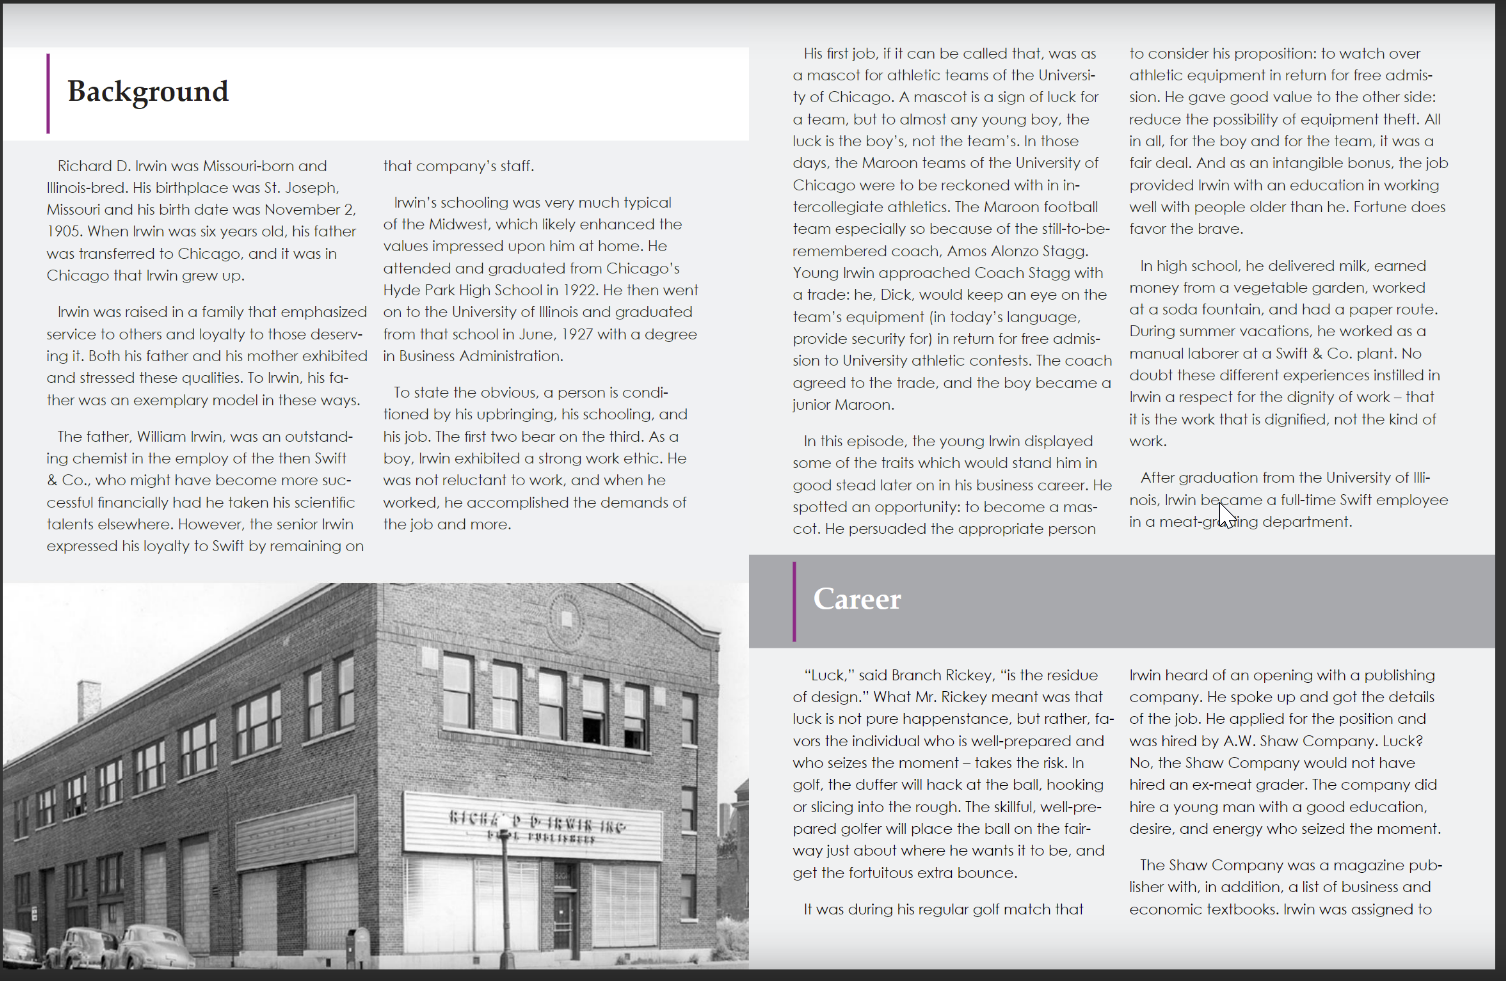 Background
Richard D. Irwin was Missouri-born and
Illinois-bred. His birthplace was St. Joseph,
Missouri and his birth date was November 2,
1905. When Irwin was six years old, his father
was transferred to Chicago, and it was in
Chicago that Irwin grew up.
Irwin was raised in a family that emphasized
service to others and loyalty to those deserv-
ing it. Both his father and his mother exhibited
and stressed these qualities. To Irwin, his fa-
ther was an exemplary model in these ways.
The father, William Irwin, was an outstand-
ing chemist in the employ of the then Swift
& Co., who might have become more suc-
cessful financially had he taken his scientific
talents elsewhere. However, the senior Irwin
expressed his loyalty to Swift by remaining on
that company's staff.
Irwin's schooling was very much typical
of the Midwest, which likely enhanced the
values impressed upon him at home. He
attended and graduated from Chicago's
Hyde Park High School in 1922. He then went
on to the University of Illinois and graduated
from that school in June, 1927 with a degree
in Business Administration.
To state the obvious, a person is condi-
tioned by his upbringing, his schooling, and
his job. The first two bear on the third. As a
boy, Irwin exhibited a strong work ethic. He
was not reluctant to work, and when he
worked, he accomplished the demands of
the job and more.
RICHARD D. IRWIN INC.
BOOK PUBLISHERS
His first job, if it can be called that, was as
a mascot for athletic teams of the Universi-
ty of Chicago. A mascot is a sign of luck for
a team, but to almost any young boy, the
luck is the boy's, not the team's. In those
days, the Maroon teams of the University of
Chicago were to be reckoned with in in-
tercollegiate athletics. The Maroon football
team especially so because of the still-to-be-
remembered coach, Amos Alonzo Stagg.
Young Irwin approached Coach Stagg with
a trade: he, Dick, would keep an eye on the
team's equipment (in today's language,
provide security for) in return for free admis-
sion to University athletic contests. The coach
agreed to the trade, and the boy became a
junior Maroon.
In this episode, the young Irwin displayed
some of the traits which would stand him in
good stead later on in his business career. He
spotted an opportunity: to become a mas-
cot. He persuaded the appropriate person
to consider his proposition: to watch over
athletic equipment in return for free admis-
sion. He gave good value to the other side:
reduce the possibility of equipment theft. All
in all, for the boy and for the team, it was a
fair deal. And as an intangible bonus, the job
provided Irwin with an education in working
well with people older than he. Fortune does
favor the brave.
In high school, he delivered milk, earned
money from a vegetable garden, worked
at a soda fountain, and had a paper route.
During summer vacations, he worked as a
manual laborer at a Swift & Co. plant. No
doubt these different experiences instilled in
Irwin a respect for the dignity of work – that
it is the work that is dignified, not the kind of
work.
After graduation from the University of Illi-
nois, Irwin became a full-time Swift employee
in a meat-grading department.
Career
"Luck," said Branch Rickey, "is the residue
of design." What Mr. Rickey meant was that
luck is not pure happenstance, but rather, fa-
vors the individual who is well-prepared and
who seizes the moment – takes the risk. In
golf, the duffer will hack at the ball, hooking
or slicing into the rough. The skillful, well-pre-
pared golfer will place the ball on the fair-
way just about where he wants it to be, and
get the fortuitous extra bounce.
It was during his regular golf match that
Irwin heard of an opening with a publishing
company. He spoke up and got the details
of the job. He applied for the position and
was hired by A.W. Shaw Company. Luck?
No, the Shaw Company would not have
hired an ex-meat grader. The company did
hire a young man with a good education,
desire, and energy who seized the moment.
The Shaw Company was a magazine pub-
lisher with, in addition, a list of business and
economic textbooks. Irwin was assigned to